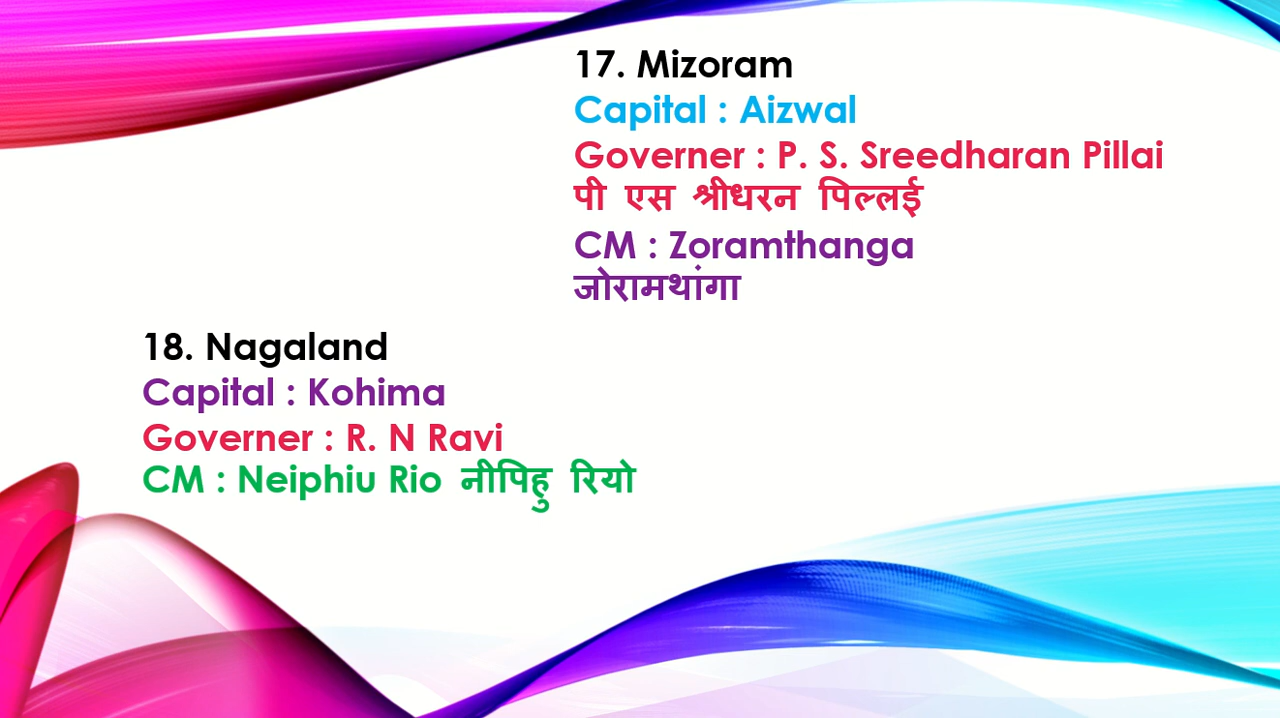 17. Mizoram
Capital : Aizwal
Governer : P. S. Sreedharan Pillai
पी एस श्रीधरन पिल्लई
CM : Zoramthanga
जोरामथांगा
18. Nagaland
Capital : Kohima
Governer : R. N Ravi
CM : Neiphiu Rio नीपिहु रियो